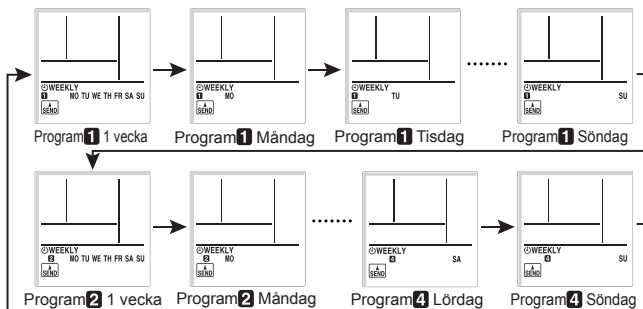 WEEKLY
1 MO TU WE TH FR SA SU
SEND
Program 1 1 vecka
WEEKLY
1 MO
SEND
Program 1 Måndag
WEEKLY
1 TU
SEND
Program 1 Tisdag
........
WEEKLY
1 SU
SEND
Program 1 Söndag
WEEKLY
2 MO TU WE TH FR SA SU
SEND
Program 2 1 vecka
WEEKLY
2 MO
SEND
Program 2 Måndag
........
WEEKLY
4 SA
SEND
Program 4 Lördag
WEEKLY
4 SU
SEND
Program 4 Söndag